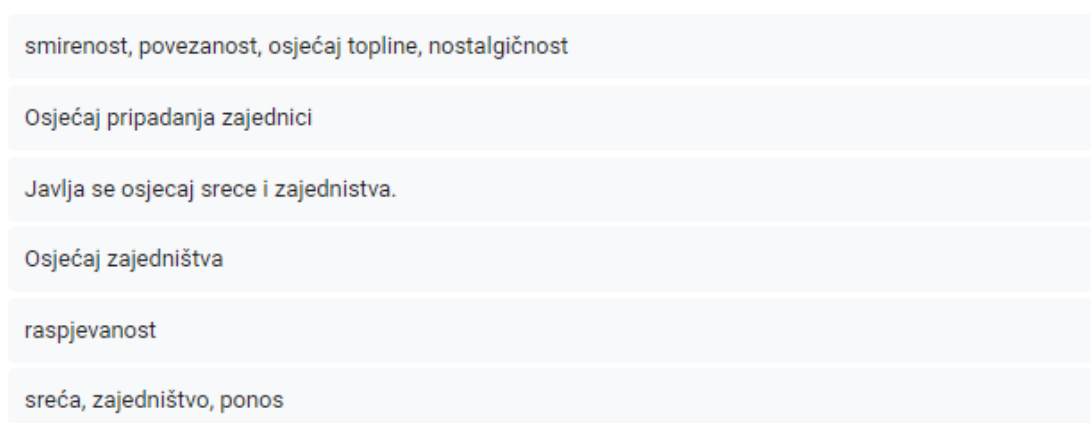 smirenost, povezanost, osjećaj topline, nostalgičnost
Osjećaj pripadanja zajednici
Javlja se osjecaj srece i zajednistva.
Osjećaj zajedništva
raspjevanost
sreća, zajedništvo, ponos